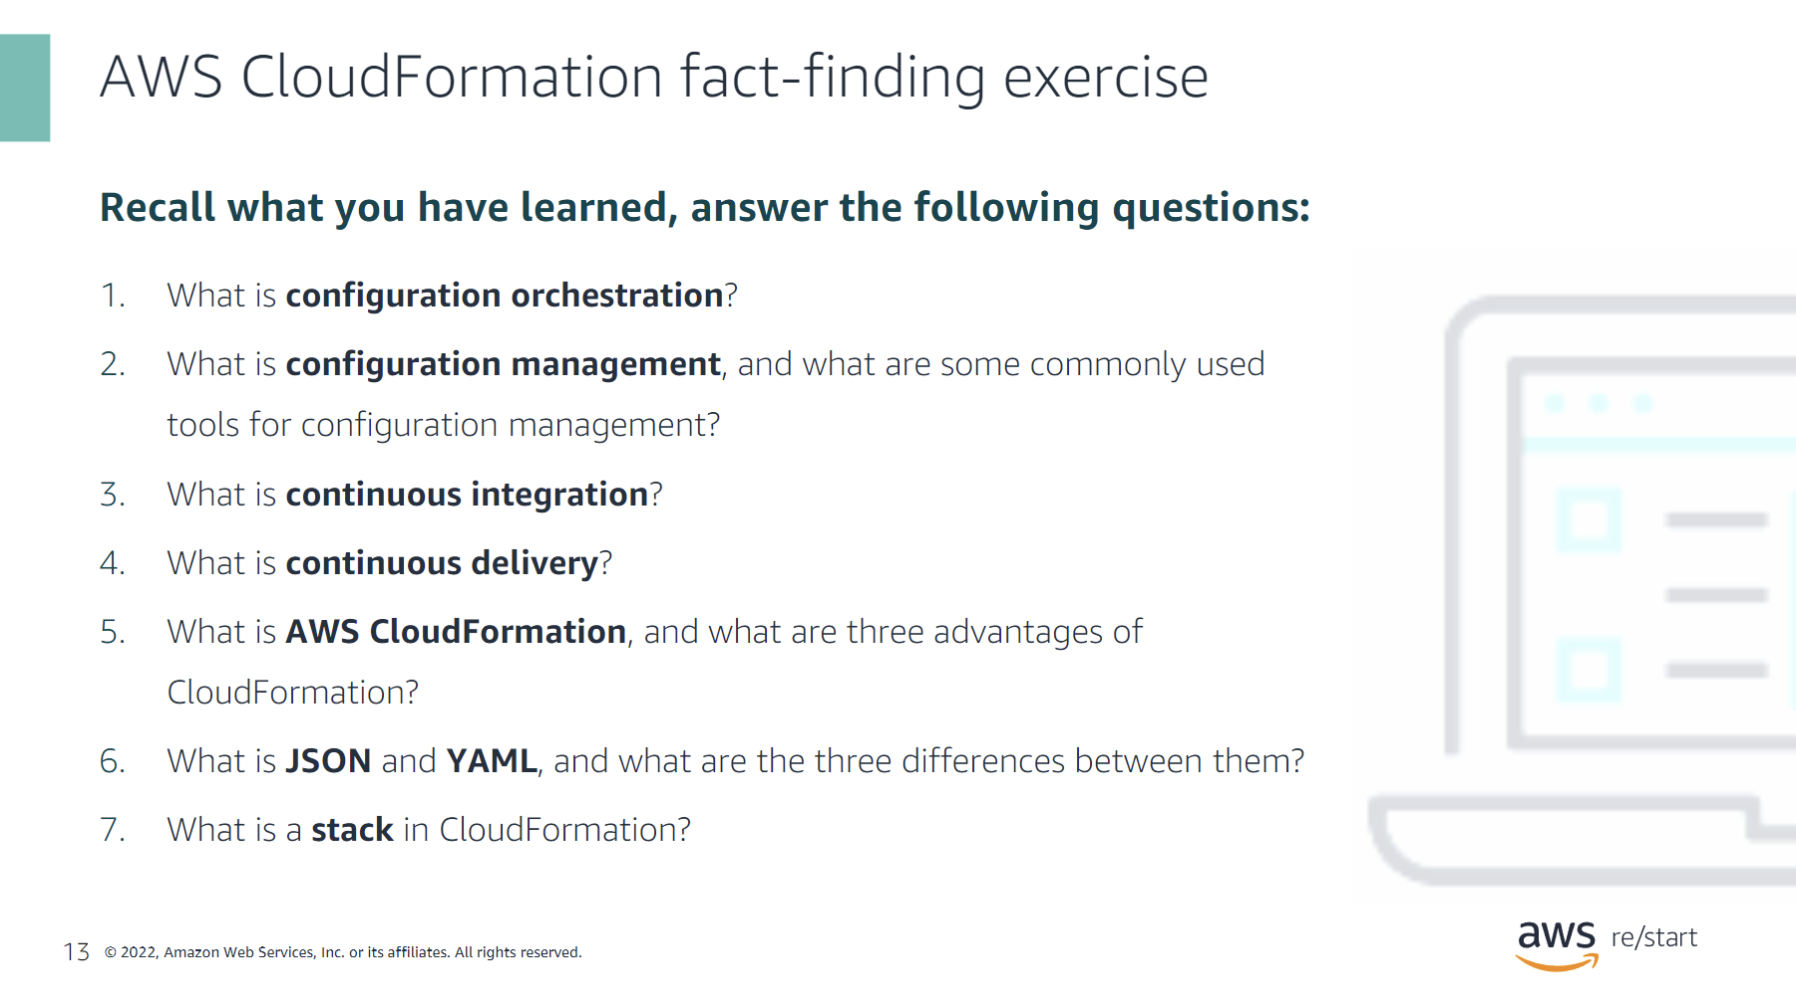 AWS CloudFormation fact-finding exercise
Recall what you have learned, answer the following questions:
1. What is configuration orchestration?
2. What is configuration management, and what are some commonly used
tools for configuration management?
3. What is continuous integration?
4. What is continuous delivery?
5. What is AWS CloudFormation, and what are three advantages of
CloudFormation?
6. What is JSON and YAML, and what are the three differences between them?
7. What is a stack in CloudFormation?
13 © 2022, Amazon Web Services, Inc. or its affiliates. All rights reserved.
aws re/start